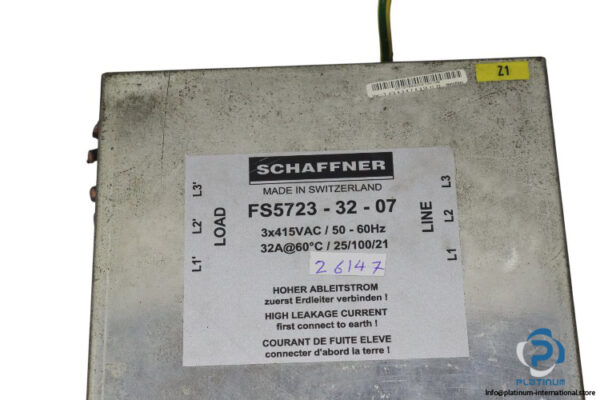 Z1
SCHAFFNER
MADE IN SWITZERLAND
FS5723 - 32 - 07
3x415VAC / 50 - 60Hz
32A@60°C / 25/100/21
26147
HOHER ABLEITSTROM
zuerst Erdleiter verbinden !
HIGH LEAKAGE CURRENT
first connect to earth !
COURANT DE FUITE ELEVE
connecter d'abord la terre !
LOAD
L1' L2' L3'
LINE
L1 L2 L3
PLATINUM
Info@platinum-international.store